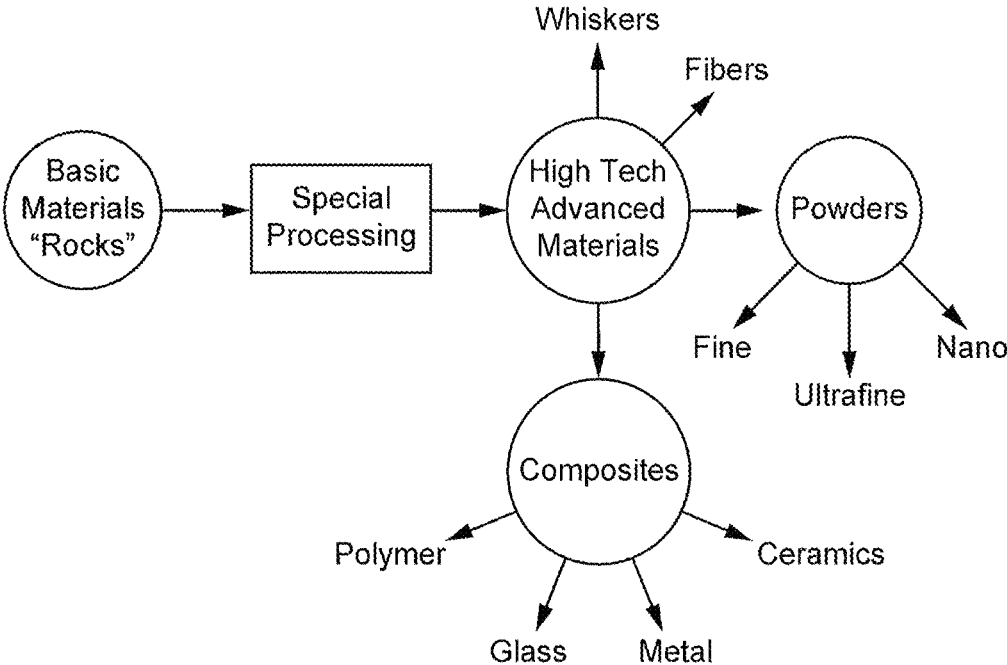 Whiskers
Fibers
Basic
Materials
“Rocks”
Special
Processing
High Tech
Advanced
Materials
Powders
Fine
Ultrafine
Nano
Composites
Polymer
Glass
Metal
Ceramics